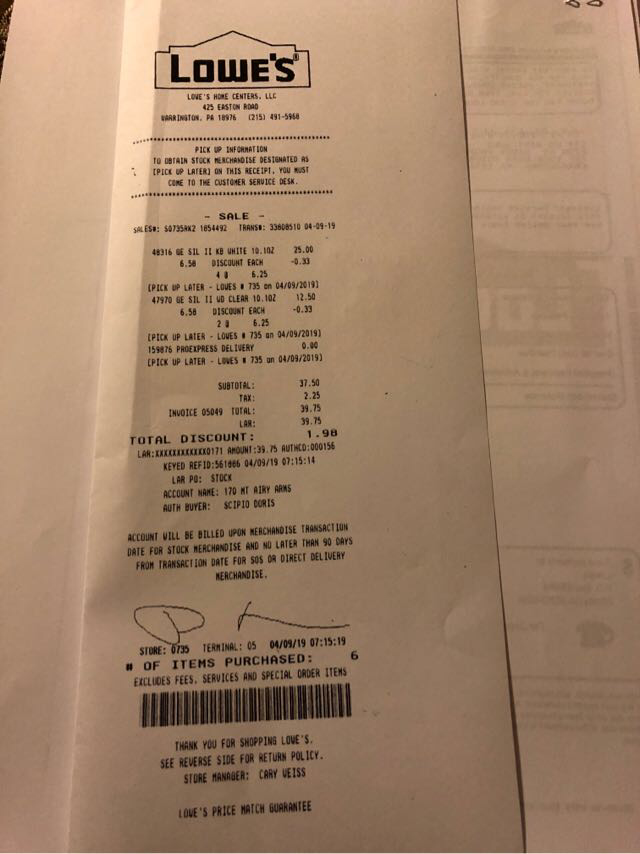 LOWE'S®
LOWE'S HOME CENTERS, LLC
425 EASTON ROAD
WARRINGTON, PA 18976 (215) 491-5968
PICK UP INFORMATION
TO OBTAIN STOCK MERCHANDISE DESIGNATED AS
[PICK UP LATER] ON THIS RECEIPT, YOU MUST
COME TO THE CUSTOMER SERVICE DESK.
- SALE -
SALES#: S0735RK2 1854492 TRANS#: 33808510 04-09-19
48316 GE SIL II KB WHITE 10.1OZ 25.00
6.58 DISCOUNT EACH -0.33
4 @ 6.25
[PICK UP LATER - LOWES # 735 on 04/09/2019]
47970 GE SIL II WD CLEAR 10.1OZ 12.50
6.58 DISCOUNT EACH -0.33
2 @ 6.25
[PICK UP LATER - LOWES # 735 on 04/09/2019]
159876 PROEXPRESS DELIVERY 0.00
[PICK UP LATER - LOWES # 735 on 04/09/2019]
SUBTOTAL: 37.50
TAX: 2.25
INVOICE 05049 TOTAL: 39.75
LAR: 39.75
TOTAL DISCOUNT: 1.98
LAR:XXXXXXXXXXXX0171 AMOUNT:39.75 AUTHCD:000156
KEYED REFID:561886 04/09/19 07:15:14
LAR PO: STOCK
ACCOUNT NAME: 170 MT AIRY ARMS
AUTH BUYER: SCIPIO DORIS
ACCOUNT WILL BE BILLED UPON MERCHANDISE TRANSACTION
DATE FOR STOCK MERCHANDISE AND NO LATER THAN 90 DAYS
FROM TRANSACTION DATE FOR SOS OR DIRECT DELIVERY
MERCHANDISE.
STORE: 0735 TERMINAL: 05 04/09/19 07:15:19
# OF ITEMS PURCHASED: 6
EXCLUDES FEES, SERVICES AND SPECIAL ORDER ITEMS
THANK YOU FOR SHOPPING LOWE'S.
SEE REVERSE SIDE FOR RETURN POLICY.
STORE MANAGER: CARY WEISS
LOWE'S PRICE MATCH GUARANTEE